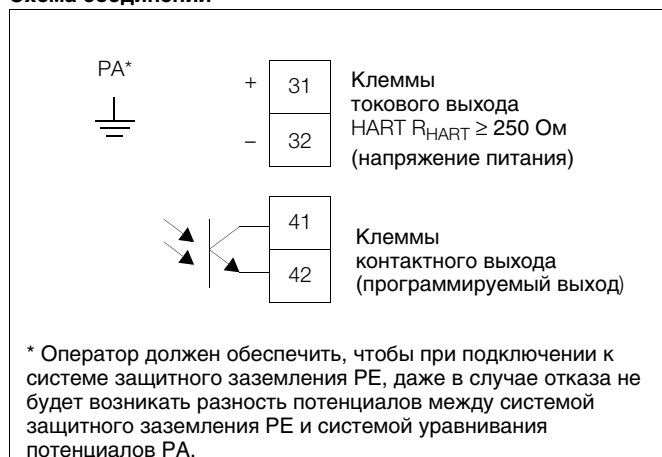 Схема соединений
PA*
+ 31 Клеммы
токового выхода
HART R_HART ≥ 250 Ом
– 32
(напряжение питания)
41
Клеммы
контактного выхода
42
(программируемый выход)
* Оператор должен обеспечить, чтобы при подключении к
системе защитного заземления PE, даже в случае отказа не
будет возникать разность потенциалов между системой
защитного заземления PE и системой уравнивания
потенциалов PA.